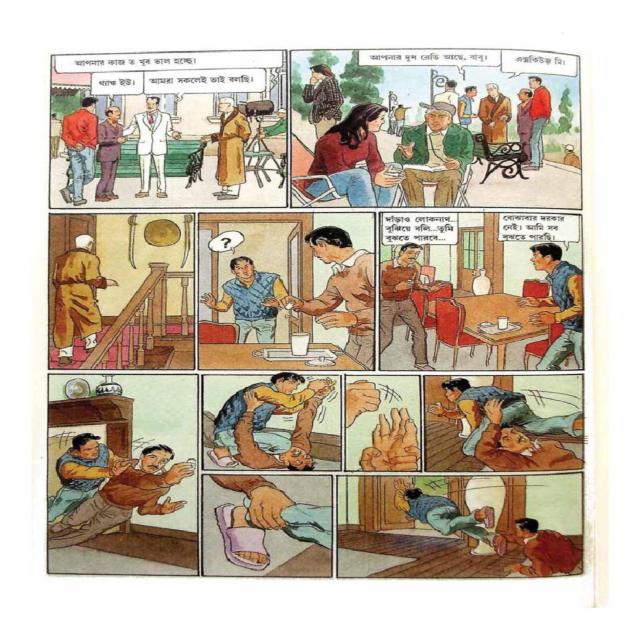 আপনার কাজ ত খুব ভাল হচ্ছে।
থ্যাঙ্ক ইউ।
আমরা সকলেই তাই বলছি।
আপনার দুধ রেডি আছে, বাবু।
এক্সকিউজ মি।
?
দাঁড়াও লোকনাথ...
বুঝিয়ে বলি...তুমি
বুঝতে পারবে...
বোঝাবার দরকার
নেই। আমি সব
বুঝতে পারছি।